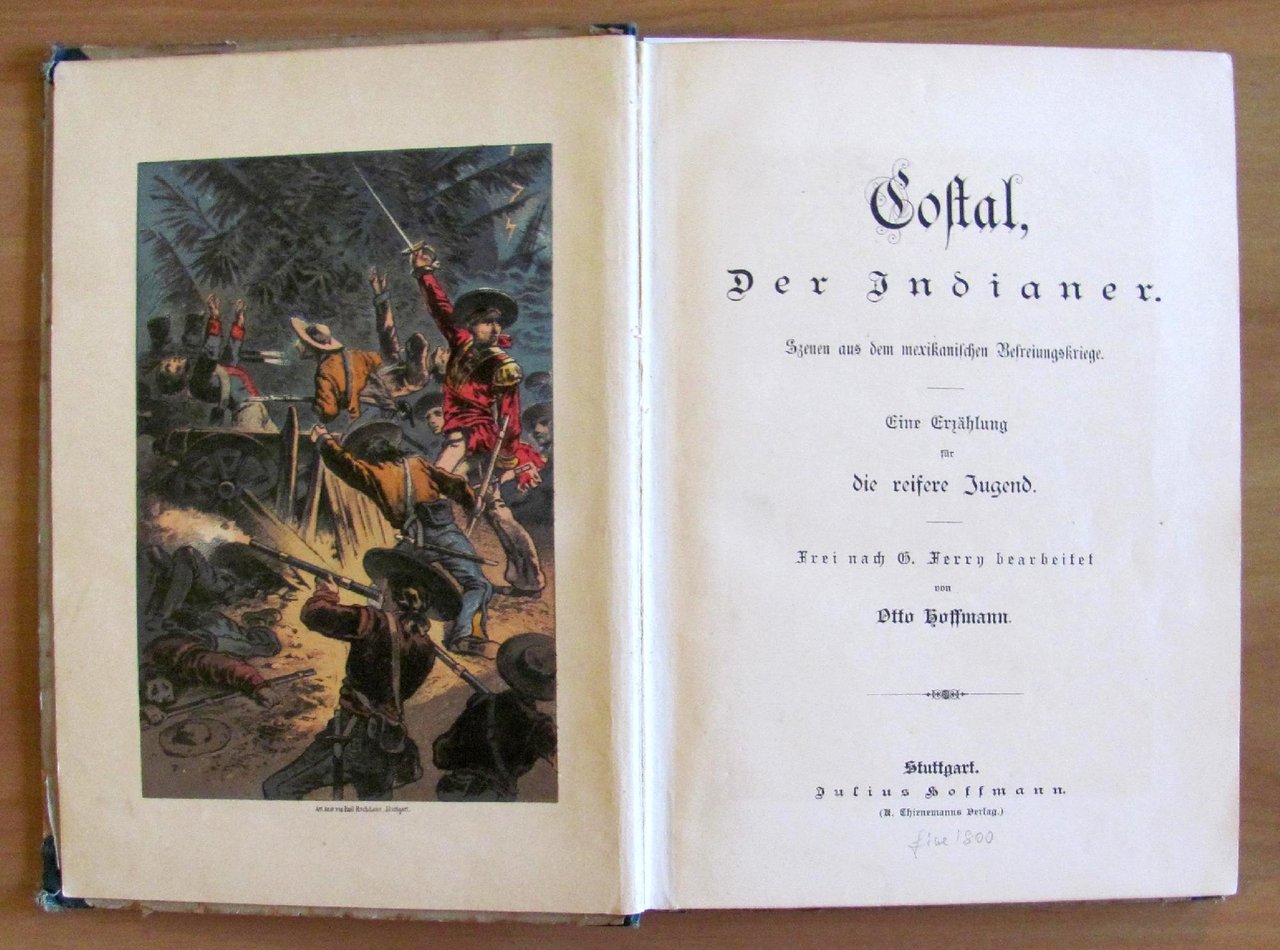 Costal,
Der Indianer.
Szenen aus dem mexikanischen Befreiungskriege.
Eine Erzählung
für
die reifere Jugend.
Frei nach G. Ferry bearbeitet
von
Otto Hoffmann.
Stuttgart.
Julius Hoffmann.
(K. Thienemanns Verlag.)
fine '800